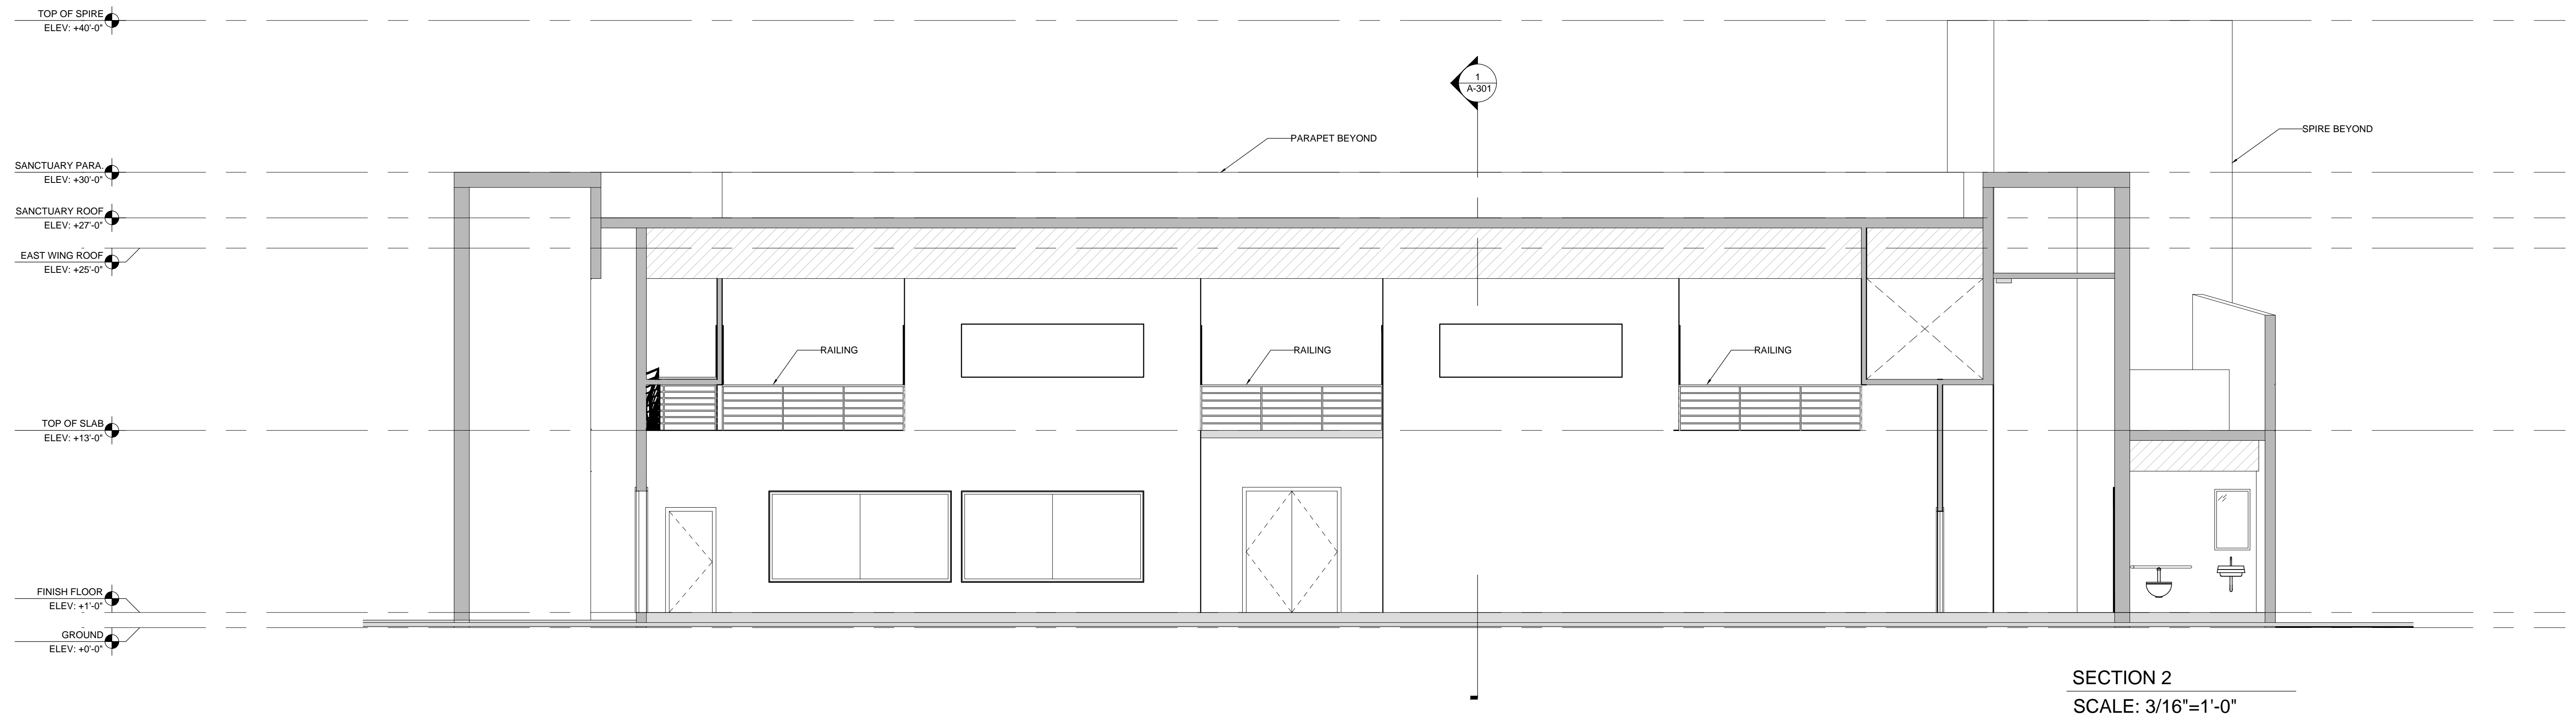 TOP OF SPIRE
ELEV: +40'-0"
1
A-301
PARAPET BEYOND
SPIRE BEYOND
SANCTUARY PARA.
ELEV: +30'-0"
SANCTUARY ROOF
ELEV: +27'-0"
EAST WING ROOF
ELEV: +25'-0"
RAILING
RAILING
RAILING
TOP OF SLAB
ELEV: +13'-0"
FINISH FLOOR
ELEV: +1'-0"
GROUND
ELEV: +0'-0"
SECTION 2
SCALE: 3/16"=1'-0"